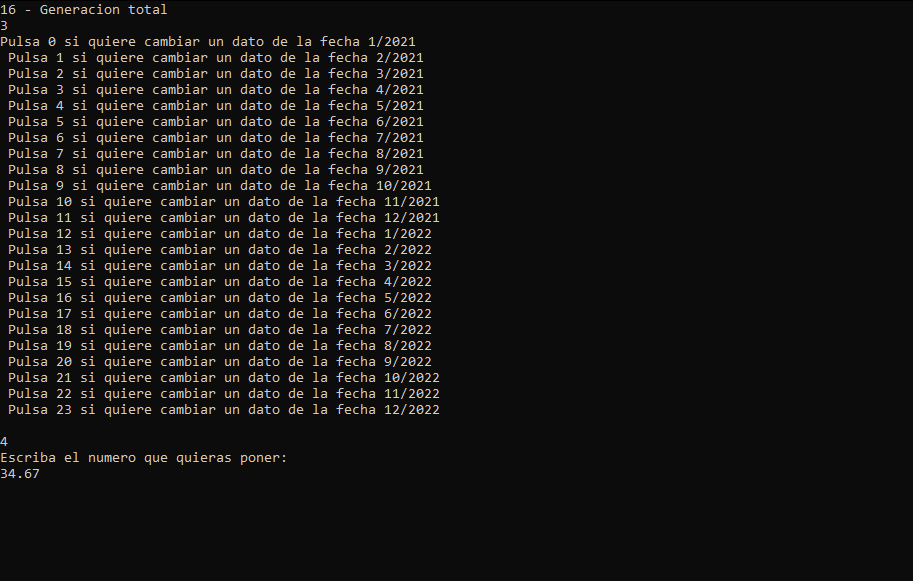 16 - Generacion total
3
Pulsa 0 si quiere cambiar un dato de la fecha 1/2021
Pulsa 1 si quiere cambiar un dato de la fecha 2/2021
Pulsa 2 si quiere cambiar un dato de la fecha 3/2021
Pulsa 3 si quiere cambiar un dato de la fecha 4/2021
Pulsa 4 si quiere cambiar un dato de la fecha 5/2021
Pulsa 5 si quiere cambiar un dato de la fecha 6/2021
Pulsa 6 si quiere cambiar un dato de la fecha 7/2021
Pulsa 7 si quiere cambiar un dato de la fecha 8/2021
Pulsa 8 si quiere cambiar un dato de la fecha 9/2021
Pulsa 9 si quiere cambiar un dato de la fecha 10/2021
Pulsa 10 si quiere cambiar un dato de la fecha 11/2021
Pulsa 11 si quiere cambiar un dato de la fecha 12/2021
Pulsa 12 si quiere cambiar un dato de la fecha 1/2022
Pulsa 13 si quiere cambiar un dato de la fecha 2/2022
Pulsa 14 si quiere cambiar un dato de la fecha 3/2022
Pulsa 15 si quiere cambiar un dato de la fecha 4/2022
Pulsa 16 si quiere cambiar un dato de la fecha 5/2022
Pulsa 17 si quiere cambiar un dato de la fecha 6/2022
Pulsa 18 si quiere cambiar un dato de la fecha 7/2022
Pulsa 19 si quiere cambiar un dato de la fecha 8/2022
Pulsa 20 si quiere cambiar un dato de la fecha 9/2022
Pulsa 21 si quiere cambiar un dato de la fecha 10/2022
Pulsa 22 si quiere cambiar un dato de la fecha 11/2022
Pulsa 23 si quiere cambiar un dato de la fecha 12/2022
4
Escriba el numero que quieras poner:
34.67